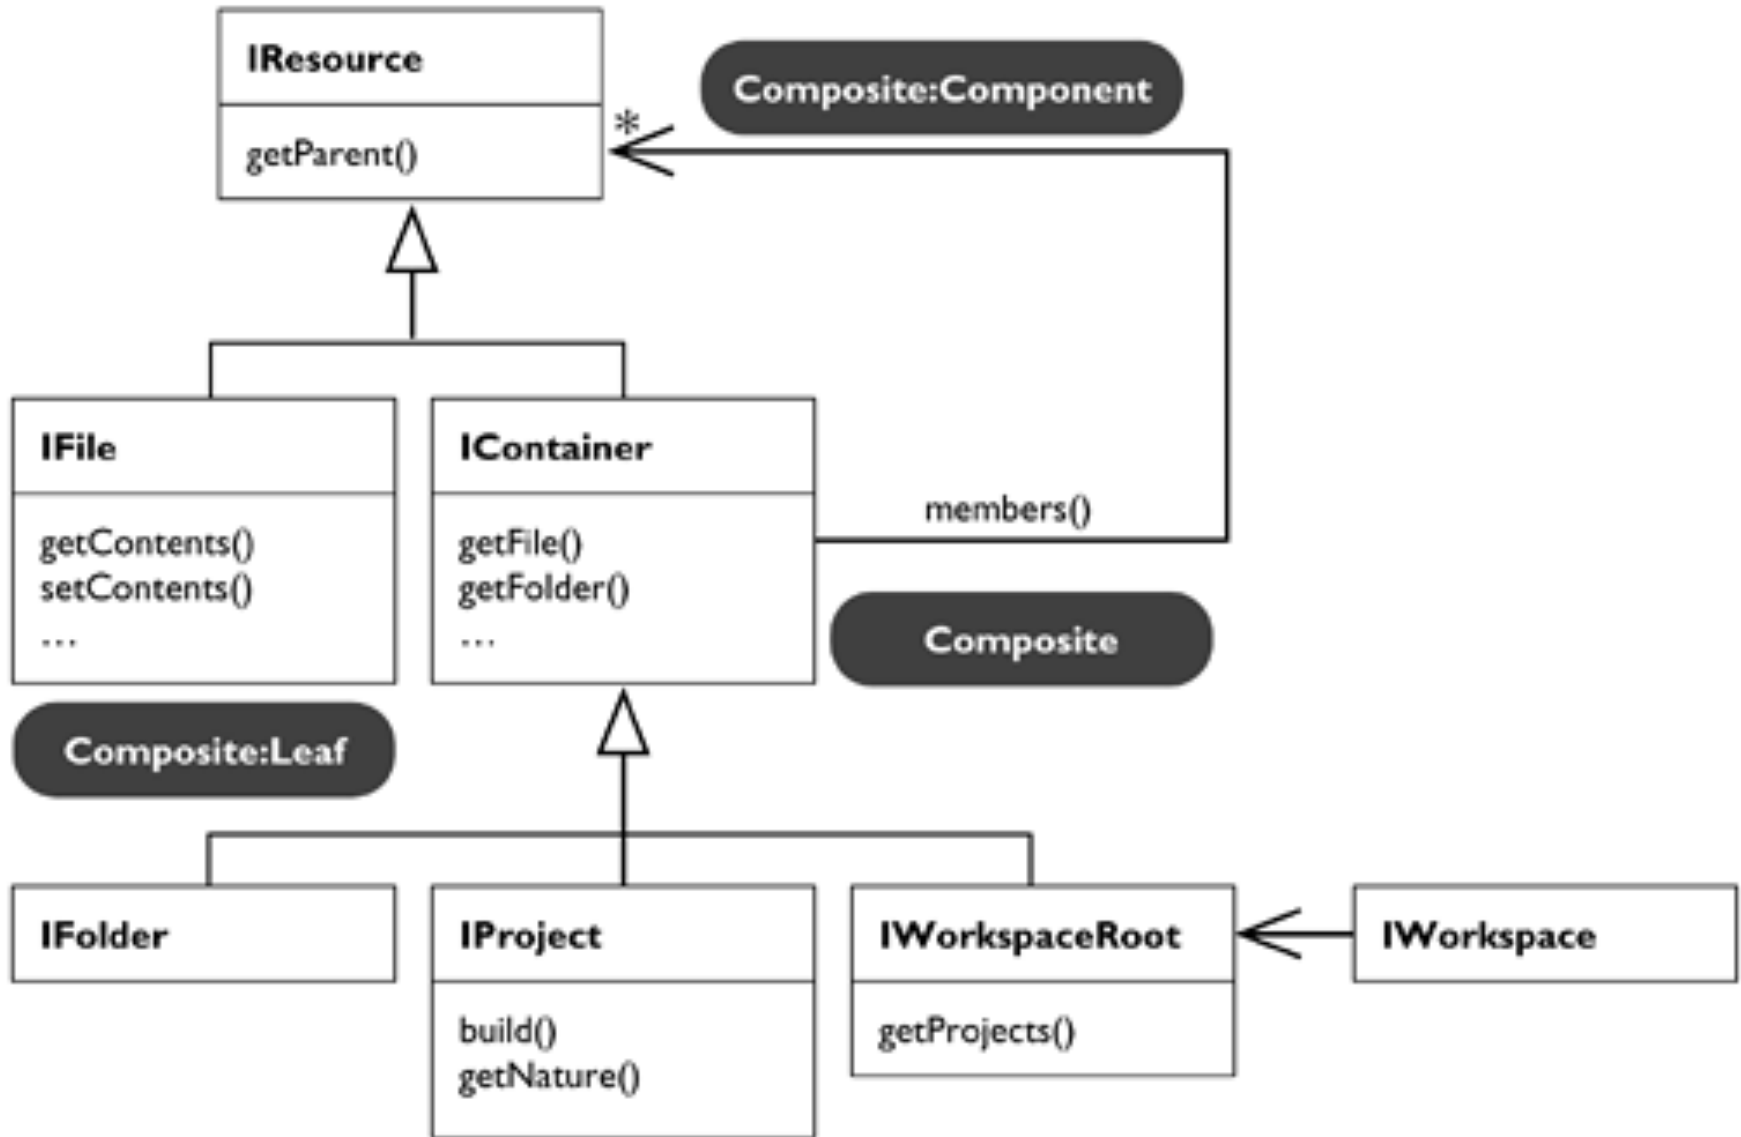 IResource
getParent()
*
Composite:Component
IFile
getContents()
setContents()
...
IContainer
getFile()
getFolder()
...
members()
Composite
Composite:Leaf
IFolder
IProject
build()
getNature()
IWorkspaceRoot
getProjects()
IWorkspace